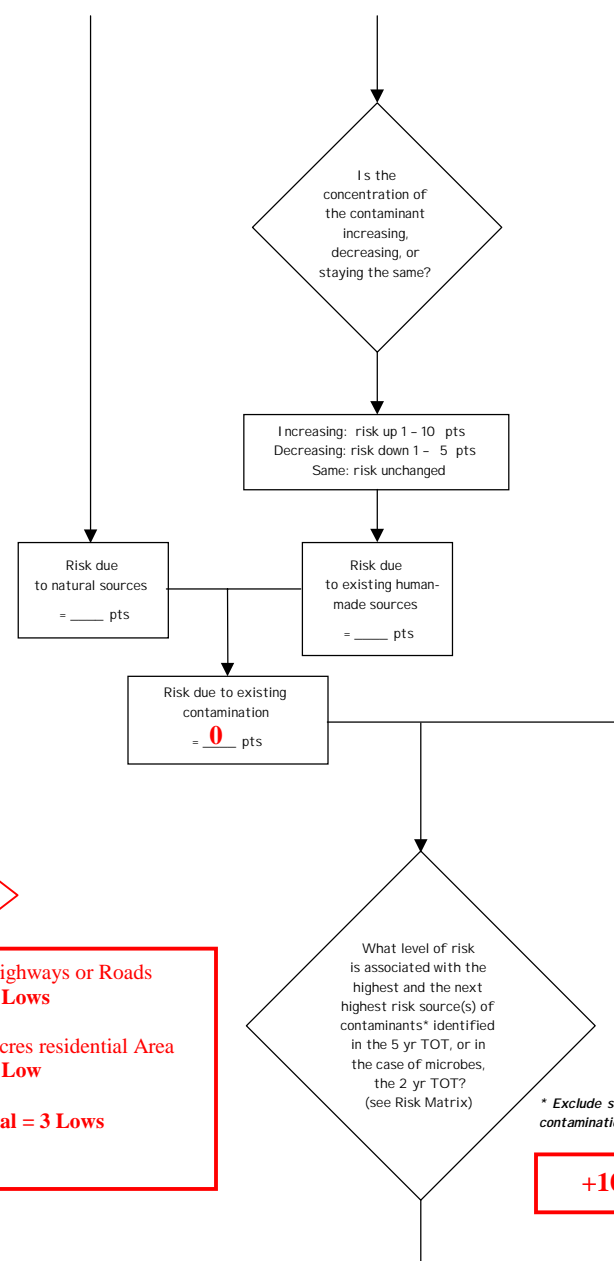 Is the
concentration of
the contaminant
increasing,
decreasing, or
staying the same?
Increasing: risk up 1 – 10 pts
Decreasing: risk down 1 – 5 pts
Same: risk unchanged
Risk due
to natural sources
= ____ pts
Risk due
to existing human-
made sources
= ____ pts
Risk due to existing
contamination
= 0 pts
What level of risk
is associated with the
highest and the next
highest risk source(s) of
contaminants* identified
in the 5 yr TOT, or in
the case of microbes,
the 2 yr TOT?
(see Risk Matrix)
ighways or Roads
Lows
cres residential Area
Low
al = 3 Lows
* Exclude s
contaminatio
+10